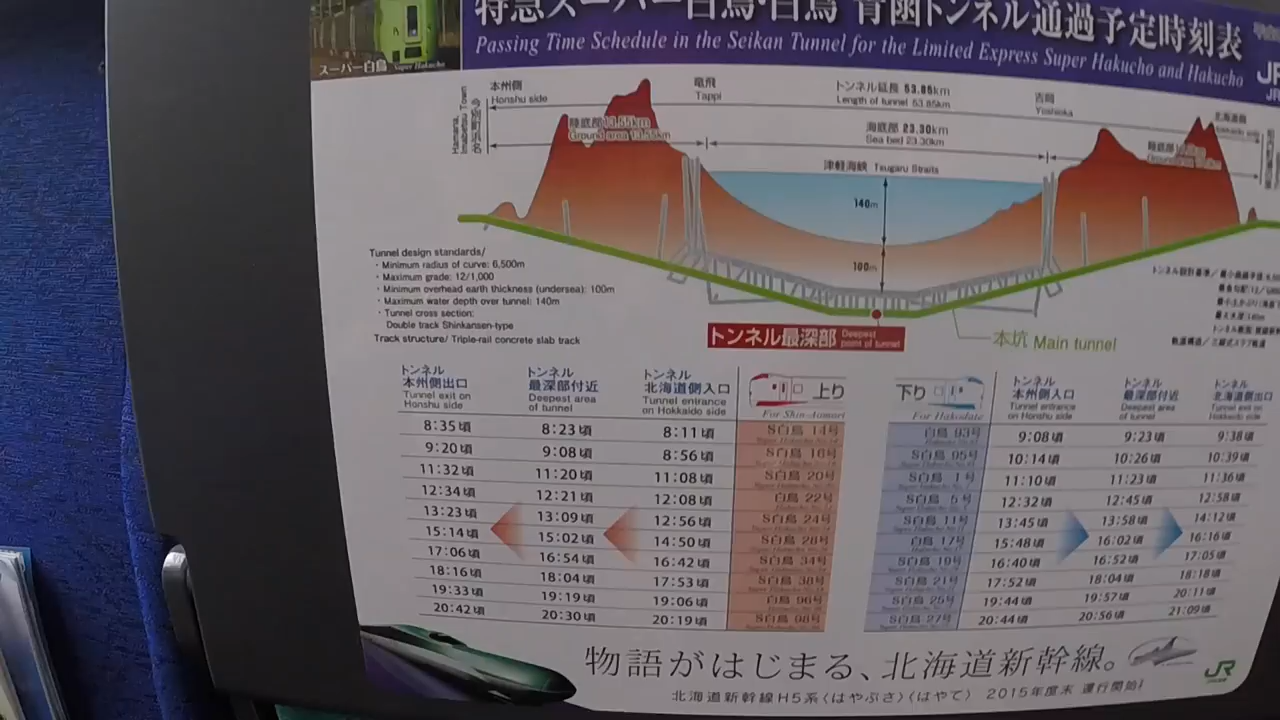 特急スーパー白鳥・白鳥 青函トンネル通過予定時刻表
Passing Time Schedule in the Seikan Tunnel for the Limited Express Super Hakucho and Hakucho
スーパー白鳥 Super Hakucho
JR
本州側
Honshu side
竜飛
Tappi
トンネル延長 53.85km
Length of tunnel 53.85km
吉岡
Yoshioka
北海道側
Hamana,
Imabetsu Town
陸底部13.55km
Ground area 13.55km
海底部 23.30km
Sea bed 23.30km
津軽海峡 Tsugaru Straits
140m
100m
Tunnel design standards/
・Minimum radius of curve: 6,500m
・Maximum grade: 12/1,000
・Minimum overhead earth thickness (undersea): 100m
・Maximum water depth over tunnel: 140m
・Tunnel cross section:
Double track Shinkansen-type
Track structure/ Triple-rail concrete slab track
トンネル最深部 Deepest point of tunnel
本坑 Main tunnel
トンネル本州側出口 Tunnel exit on Honshu side
トンネル最深部付近 Deepest area of tunnel
トンネル北海道側入口 Tunnel entrance on Hokkaido side
上り For Shin-Aomori
下り For Hakodate
トンネル本州側入口 Tunnel entrance on Honshu side
トンネル最深部付近 Deepest area of tunnel
トンネル北海道側出口 Tunnel exit on Hokkaido side
8:35頃 8:23頃 8:11頃 S白鳥 14号 白鳥 93号 9:08頃 9:23頃 9:38頃
9:20頃 9:08頃 8:56頃 S白鳥 16号 S白鳥 95号 10:14頃 10:26頃 10:39頃
11:32頃 11:20頃 11:08頃 S白鳥 20号 S白鳥 1号 11:10頃 11:23頃 11:36頃
12:34頃 12:21頃 12:08頃 白鳥 22号 S白鳥 5号 12:32頃 12:45頃 12:58頃
13:23頃 13:09頃 12:56頃 S白鳥 24号 S白鳥 11号 13:45頃 13:58頃 14:12頃
15:14頃 15:02頃 14:50頃 S白鳥 28号 白鳥 17号 15:48頃 16:02頃 16:16頃
17:06頃 16:54頃 16:42頃 S白鳥 34号 S白鳥 19号 16:40頃 16:52頃 17:05頃
18:16頃 18:04頃 17:53頃 S白鳥 38号 S白鳥 21号 17:52頃 18:04頃 18:18頃
19:33頃 19:19頃 19:06頃 白鳥 96号 S白鳥 25号 19:44頃 19:57頃 20:11頃
20:42頃 20:30頃 20:19頃 S白鳥 98号 S白鳥 27号 20:44頃 20:56頃 21:09頃
物語がはじまる、北海道新幹線。
北海道新幹線H5系〈はやぶさ〉〈はやて〉 2015年度末 運行開始!
JR